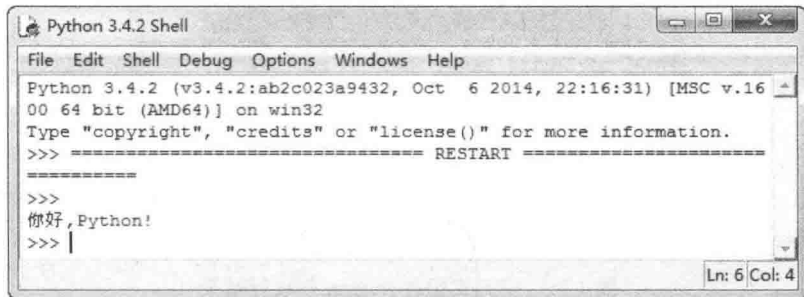 Python 3.4.2 Shell
File Edit Shell Debug Options Windows Help
Python 3.4.2 (v3.4.2:ab2c023a9432, Oct  6 2014, 22:16:31) [MSC v.16
00 64 bit (AMD64)] on win32
Type "copyright", "credits" or "license()" for more information.
>>> ================================ RESTART ======================
==========
>>>
你好,Python!
>>>
Ln: 6 Col: 4